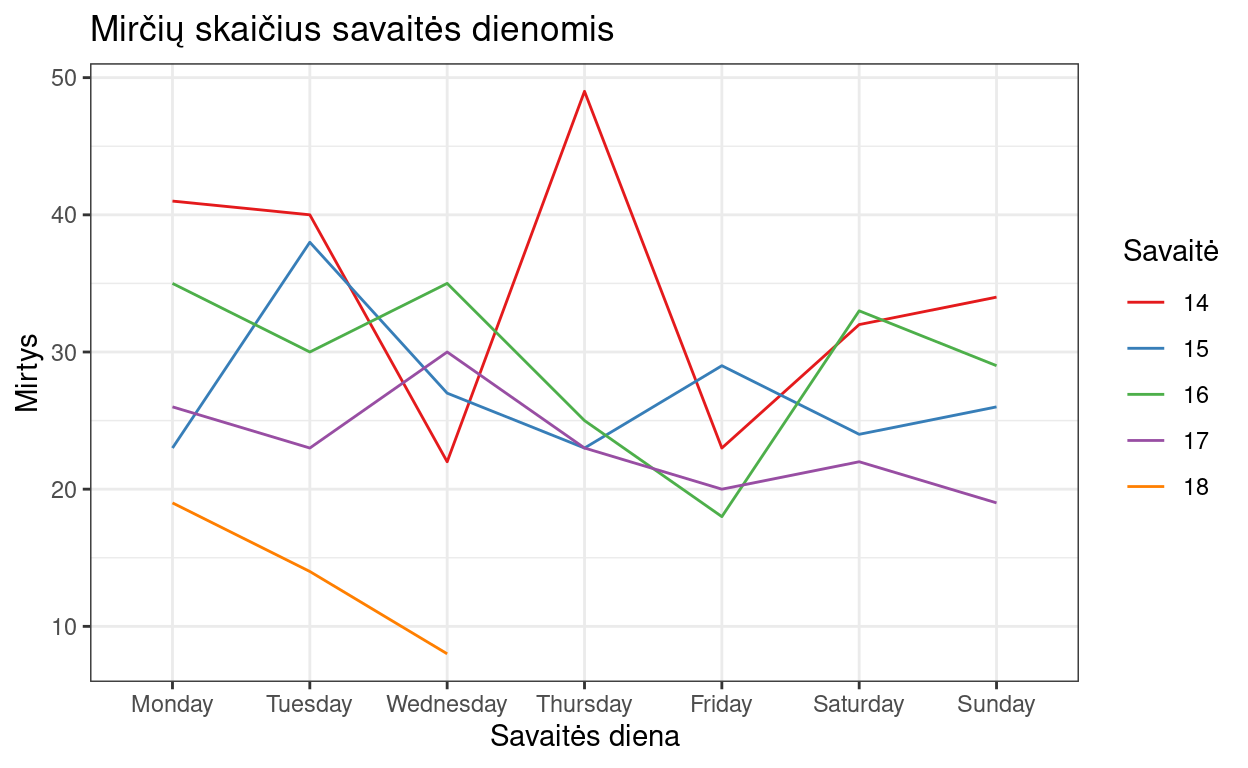 Mirčių skaičius savaitės dienomis
50
40
30
20
10
Mirtys
Monday Tuesday Wednesday Thursday Friday Saturday Sunday
Savaitės diena
Savaitė
14
15
16
17
18